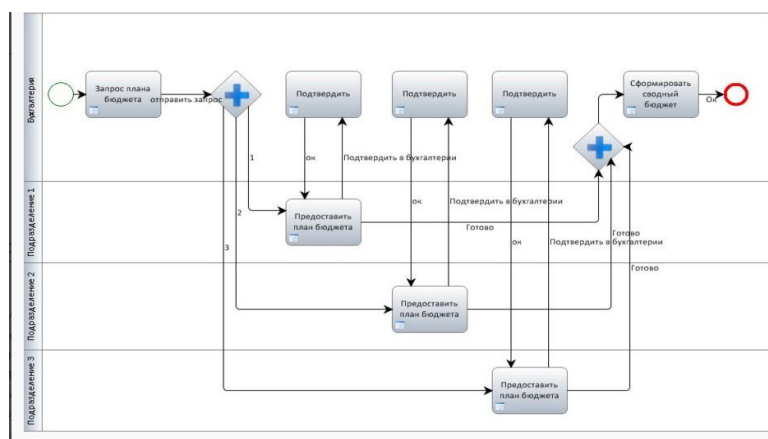 Бухгалтерия
Запрос плана
бюджета
отправить запрос
Подтвердить
Подтвердить
Подтвердить
Сформировать
сводный
бюджет
Ок
1
ок
Подтвердить в бухгалтерии
Подразделение 1
2
Предоставить
план бюджета
ок
Подтвердить в бухгалтерии
Готово
3
ок
Подтвердить в бухгалтерии
Готово
Готово
Подразделение 2
Предоставить
план бюджета
Подразделение 3
Предоставить
план бюджета